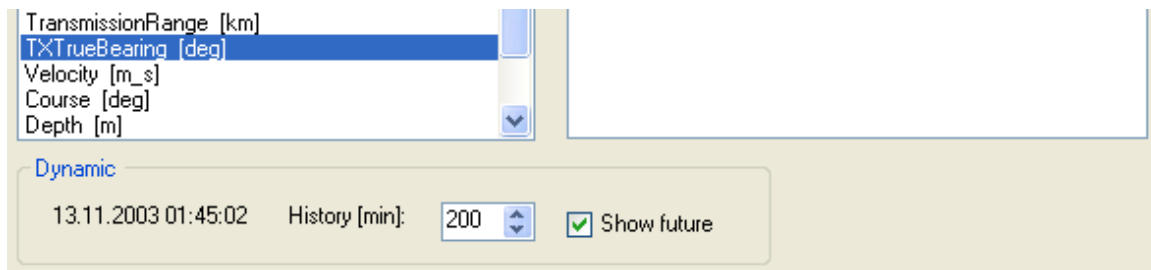 TransmissionRange [km]
TXTrueBearing [deg]
Velocity [m_s]
Course [deg]
Depth [m]
Dynamic
13.11.2003 01:45:02 History [min]: 200 Show future